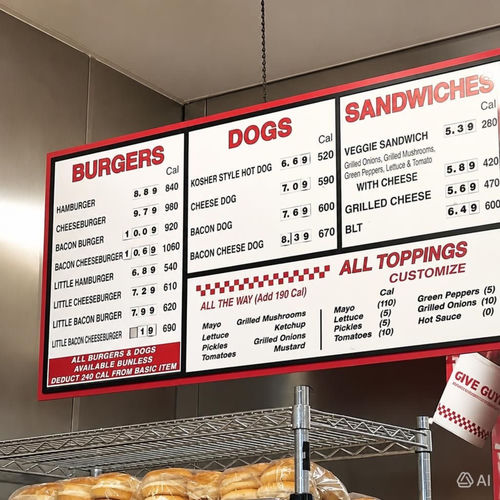 BURGERS
Cal
HAMBURGER 8.89 840
CHEESEBURGER 9.79 980
BACON BURGER 10.09 920
BACON CHEESEBURGER 10.69 1060
LITTLE HAMBURGER 6.89 540
LITTLE CHEESEBURGER 7.29 610
LITTLE BACON BURGER 7.99 620
LITTLE BACON CHEESEBURGER 19 690
ALL BURGERS & DOGS
AVAILABLE BUNLESS
DEDUCT 240 CAL FROM BASIC ITEM
DOGS
Cal
KOSHER STYLE HOT DOG 6.69 520
CHEESE DOG 7.09 590
BACON DOG 7.69 600
BACON CHEESE DOG 8.39 670
SANDWICHES
Cal
VEGGIE SANDWICH 5.39 280
Grilled Onions, Grilled Mushrooms,
Green Peppers, Lettuce & Tomato
WITH CHEESE 5.89 420
GRILLED CHEESE 5.69 470
BLT 6.49 600
ALL TOPPINGS
CUSTOMIZE
ALL THE WAY (Add 190 Cal)
Mayo Grilled Mushrooms
Lettuce Ketchup
Pickles Grilled Onions
Tomatoes Mustard
Cal
Mayo (110)
Lettuce (5)
Pickles (5)
Tomatoes (10)
Green Peppers (5)
Grilled Onions (10)
Hot Sauce (0)
GIVE GUY
AI